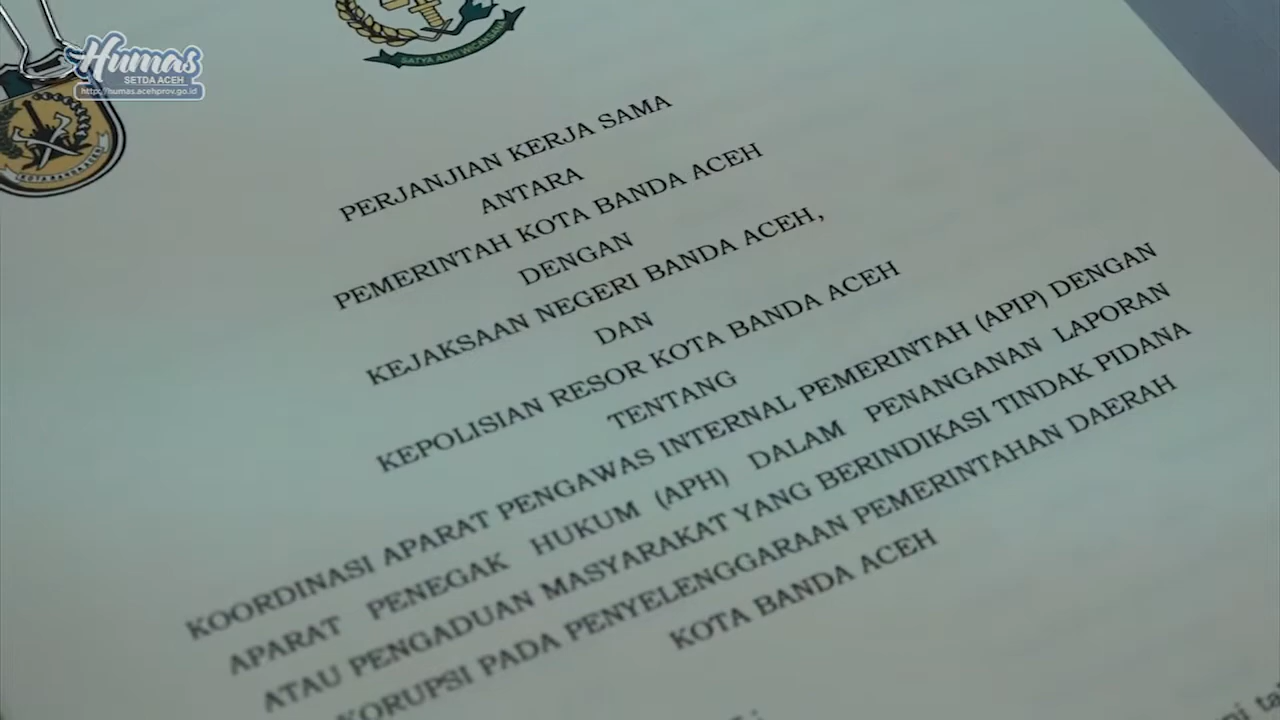 Humas
SETDA ACEH
http://humas.acehprov.go.id
SATYA ADHI WICAKSANA
KOTA BANDA ACEH
PERJANJIAN KERJA SAMA
ANTARA
PEMERINTAH KOTA BANDA ACEH
DENGAN
KEJAKSAAN NEGERI BANDA ACEH,
DAN
KEPOLISIAN RESOR KOTA BANDA ACEH
TENTANG
KOORDINASI APARAT PENGAWAS INTERNAL PEMERINTAH (APIP) DENGAN
APARAT PENEGAK HUKUM (APH) DALAM PENANGANAN LAPORAN
ATAU PENGADUAN MASYARAKAT YANG BERINDIKASI TINDAK PIDANA
KORUPSI PADA PENYELENGGARAAN PEMERINTAHAN DAERAH
KOTA BANDA ACEH